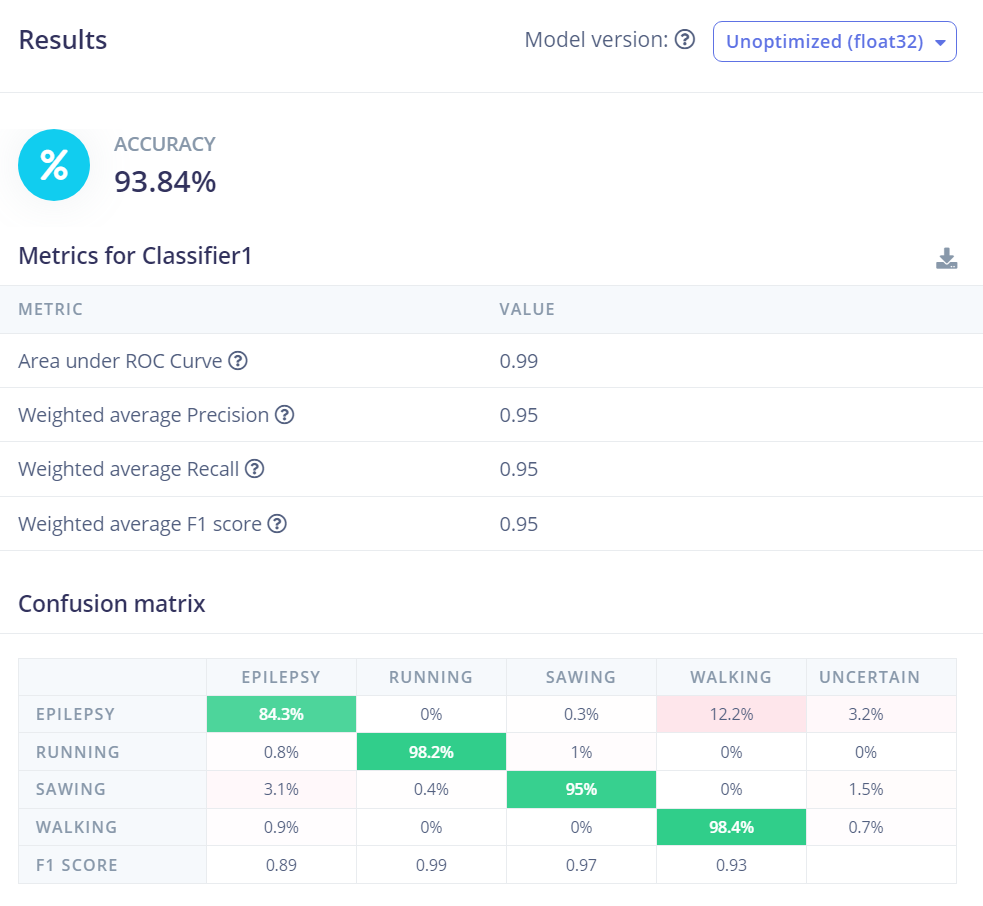 Results
Model version: ? Unoptimized (float32)
%
ACCURACY
93.84%
Metrics for Classifier1
METRIC VALUE
Area under ROC Curve ? 0.99
Weighted average Precision ? 0.95
Weighted average Recall ? 0.95
Weighted average F1 score ? 0.95
Confusion matrix
EPILEPSY RUNNING SAWING WALKING UNCERTAIN
EPILEPSY 84.3% 0% 0.3% 12.2% 3.2%
RUNNING 0.8% 98.2% 1% 0% 0%
SAWING 3.1% 0.4% 95% 0% 1.5%
WALKING 0.9% 0% 0% 98.4% 0.7%
F1 SCORE 0.89 0.99 0.97 0.93